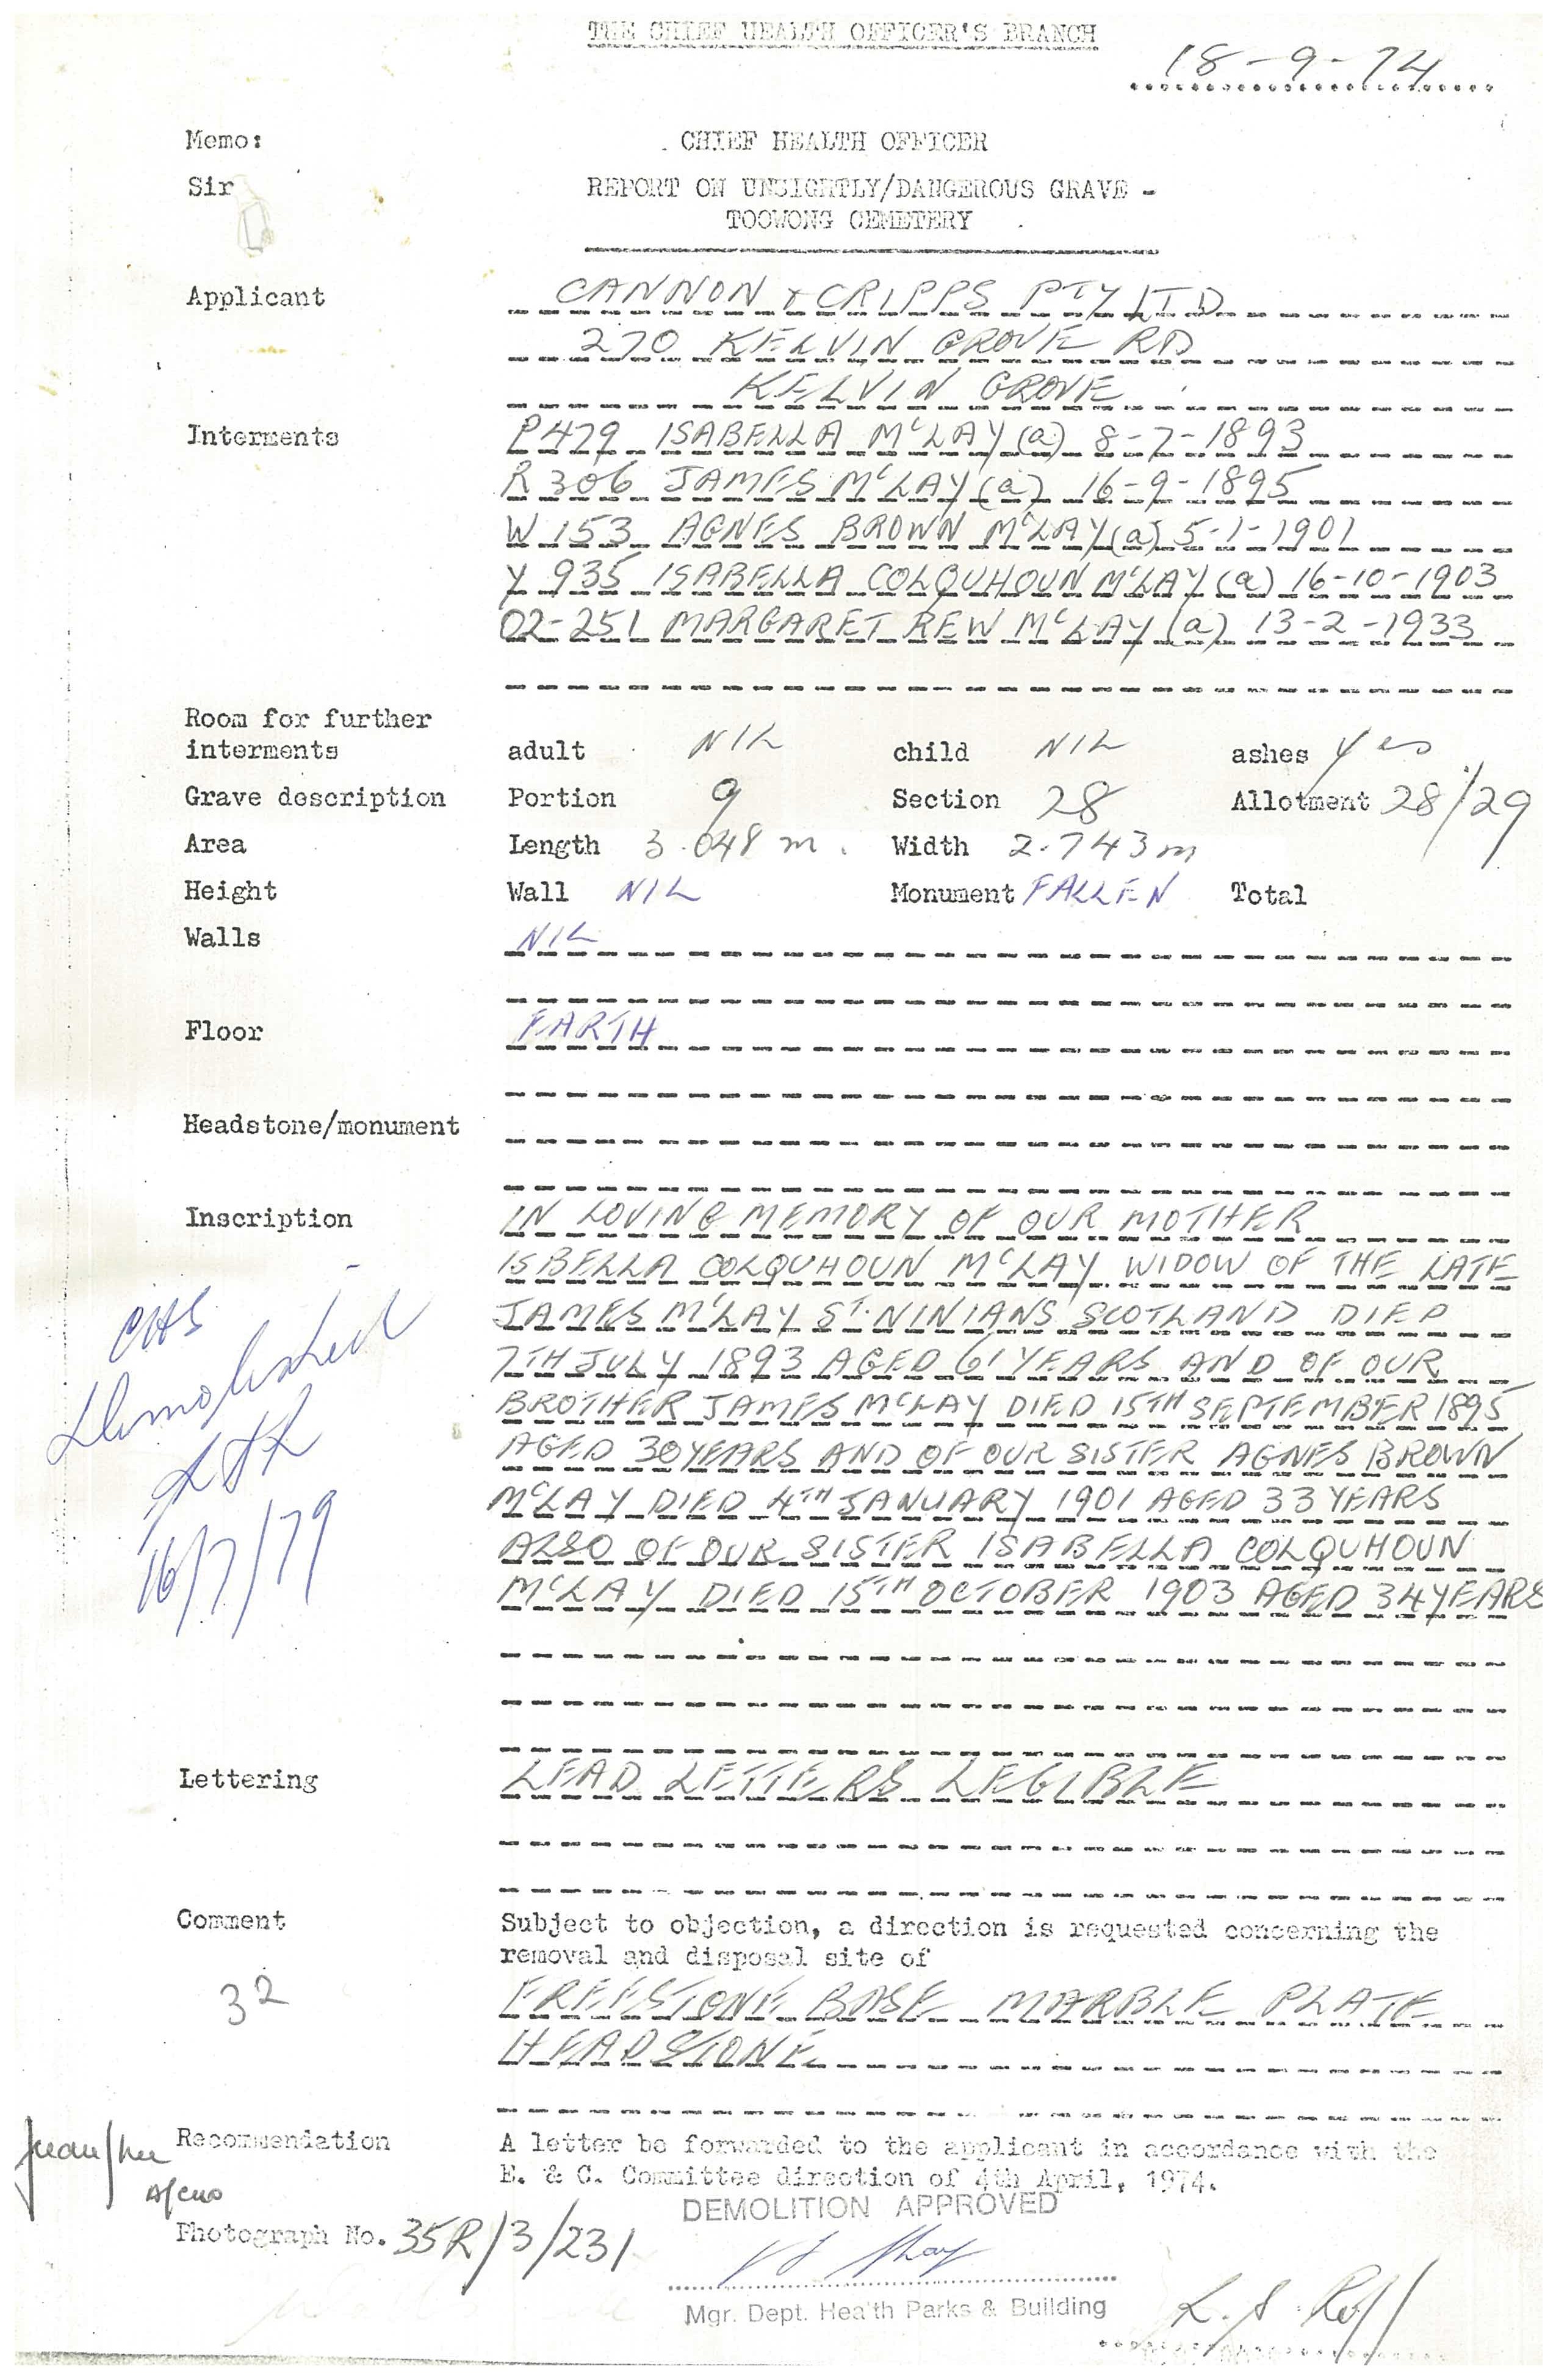 THE CHIEF HEALTH OFFICER'S BRANCH
18-9-74
Memo: CHIEF HEALTH OFFICER
Sir REPORT ON UNSIGHTLY/DANGEROUS GRAVE -
TOOWONG CEMETERY
Applicant CANNON & CRIPPS PTY LTD
270 KELVIN GROVE RD
KELVIN GROVE
Interments P479 ISABELLA McLAY (a) 8-7-1893
R306 JAMES McLAY (a) 16-9-1895
W 153 AGNES BROWN McLAY (a) 5-1-1901
Y 935 ISABELLA COLQUHOUN McLAY (a) 16-10-1903
02-251 MARGARET REW McLAY (a) 13-2-1933
Room for further
interments adult NIL child NIL ashes yes
Grave description Portion 9 Section 28 Allotment 28/29
Area Length 3.048 m. Width 2.743 m
Height Wall NIL Monument FALLEN Total
Walls NIL
Floor EARTH
Headstone/monument
Inscription IN LOVING MEMORY OF OUR MOTHER
ISBELLA COLQUHOUN McLAY WIDOW OF THE LATE
JAMES McLAY ST. NINIANS SCOTLAND DIED
7TH JULY 1893 AGED 61 YEARS AND OF OUR
BROTHER JAMES McLAY DIED 15TH SEPTEMBER 1895
AGED 30 YEARS AND OF OUR SISTER AGNES BROWN
McLAY DIED 4TH JANUARY 1901 AGED 33 YEARS
ALSO OF OUR SISTER ISABELLA COLQUHOUN
McLAY DIED 15TH OCTOBER 1903 AGED 34 YEARS
Demolished
16/7/79
Lettering LEAD LETTERS LEGIBLE
Comment Subject to objection, a direction is requested concerning the
removal and disposal site of
32 FREESTONE BASE MARBLE PLATE
HEADSTONE
Recommendation A letter be forwarded to the applicant in accordance with the
E. & C. Committee direction of 4th April, 1974.
A/CHO
DEMOLITION APPROVED
Photograph No. 35R/3/231
Mgr. Dept. Health Parks & Building